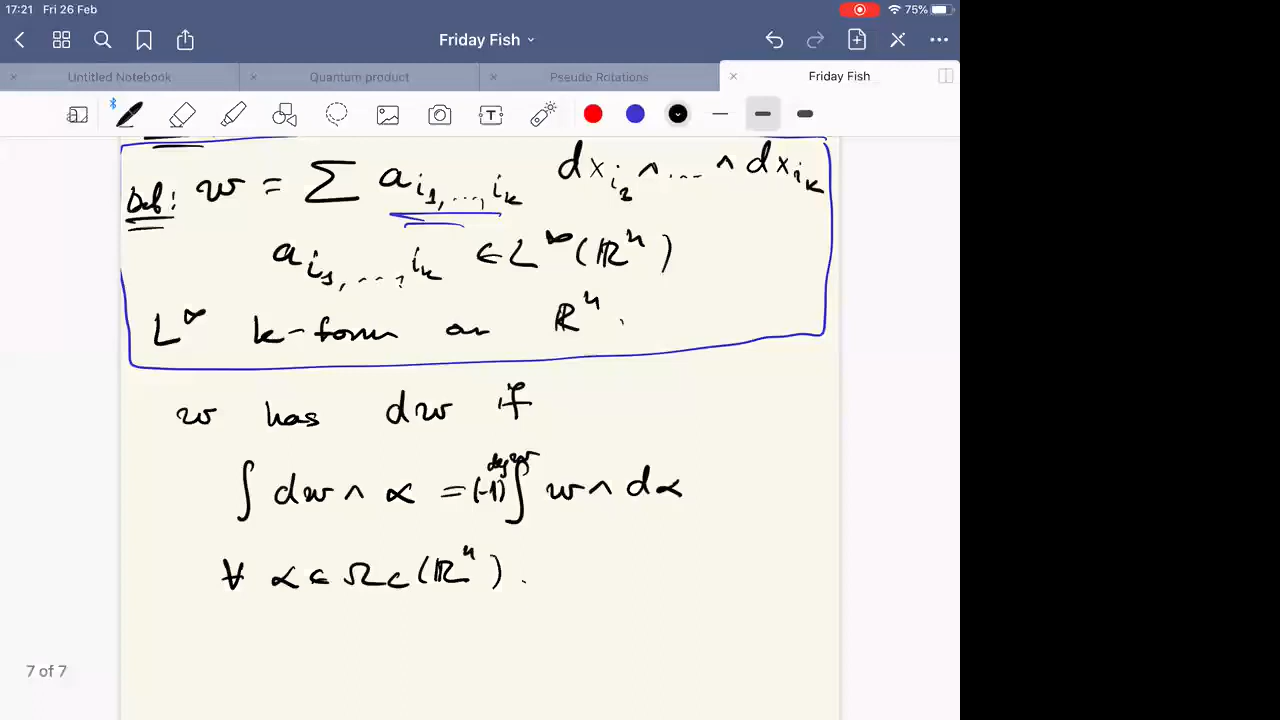 17:21 Fri 26 Feb 75%
Friday Fish
Untitled Notebook Quantum product Pseudo Rotations Friday Fish
Def: w = ∑ a_{i_1,...,i_k} dx_{i_1} ∧ ... ∧ dx_{i_k}
a_{i_1,...,i_k} ∈ L^∞(ℝ^n)
L^∞ k-form on ℝ^n.
w has dw if
∫ dw ∧ α = (-1)^{deg w} ∫ w ∧ dα
∀ α ∈ Ω_c(ℝ^n).
7 of 7